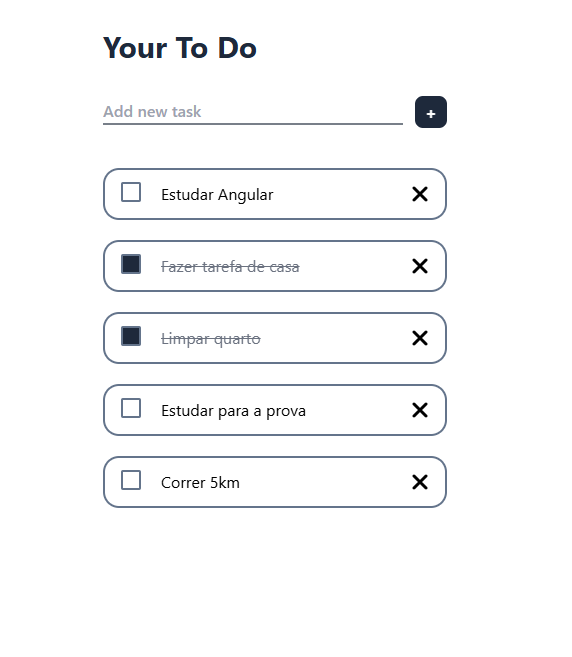 Your To Do
Add new task
+
Estudar Angular
Fazer tarefa de casa
Limpar quarto
Estudar para a prova
Correr 5km